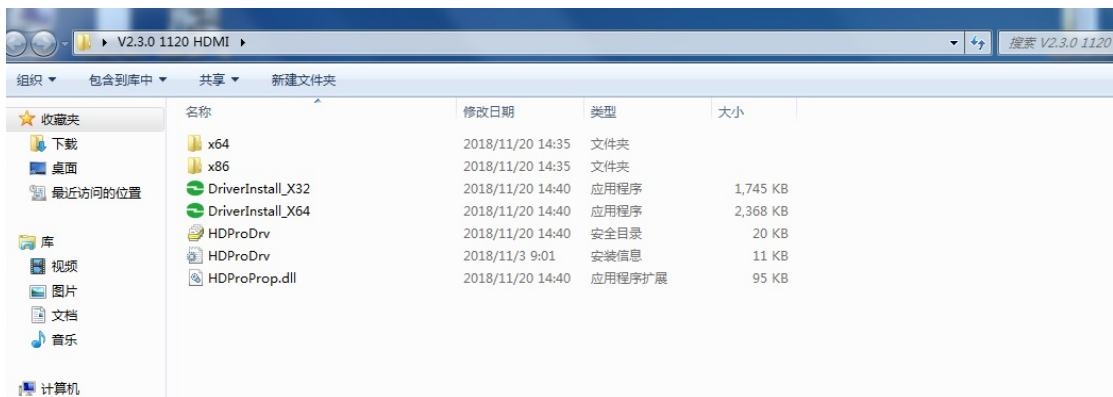 V2.3.0 1120 HDMI
搜索 V2.3.0 1120
组织 包含到库中 共享 新建文件夹
收藏夹
下载
桌面
最近访问的位置
库
视频
图片
文档
音乐
计算机
名称 修改日期 类型 大小
x64 2018/11/20 14:35 文件夹
x86 2018/11/20 14:35 文件夹
DriverInstall_X32 2018/11/20 14:40 应用程序 1,745 KB
DriverInstall_X64 2018/11/20 14:40 应用程序 2,368 KB
HDProDrv 2018/11/20 14:40 安全目录 20 KB
HDProDrv 2018/11/3 9:01 安装信息 11 KB
HDProProp.dll 2018/11/20 14:40 应用程序扩展 95 KB